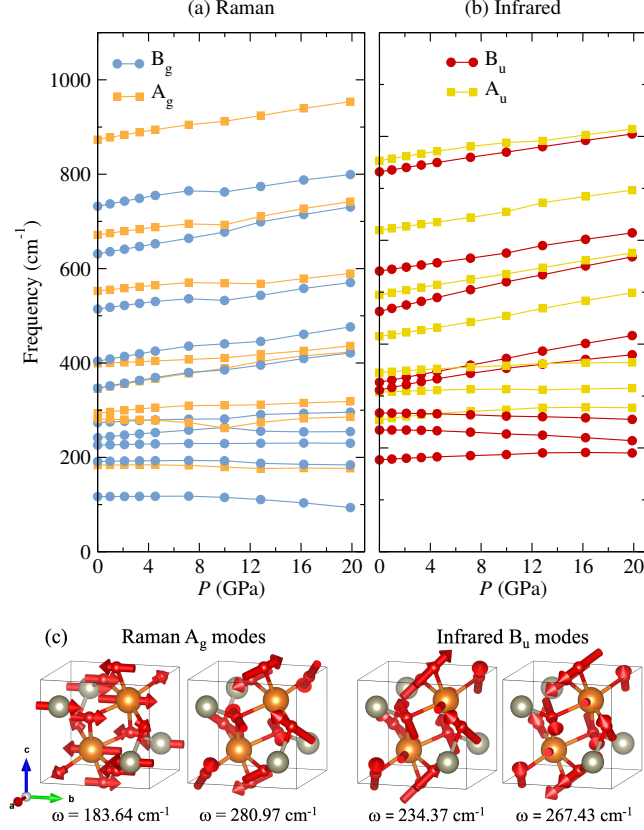 (a) Raman
(b) Infrared
B_g
A_g
B_u
A_u
1000
800
600
400
200
0
Frequency (cm⁻¹)
0 4 8 12 16 20
0 4 8 12 16 20
P (GPa)
P (GPa)
(c) Raman A_g modes
Infrared B_u modes
c
a
b
ω = 183.64 cm⁻¹
ω = 280.97 cm⁻¹
ω = 234.37 cm⁻¹
ω = 267.43 cm⁻¹